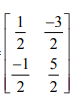 = [ 1/2 -3/2 ]
[ -1/2 5/2 ]